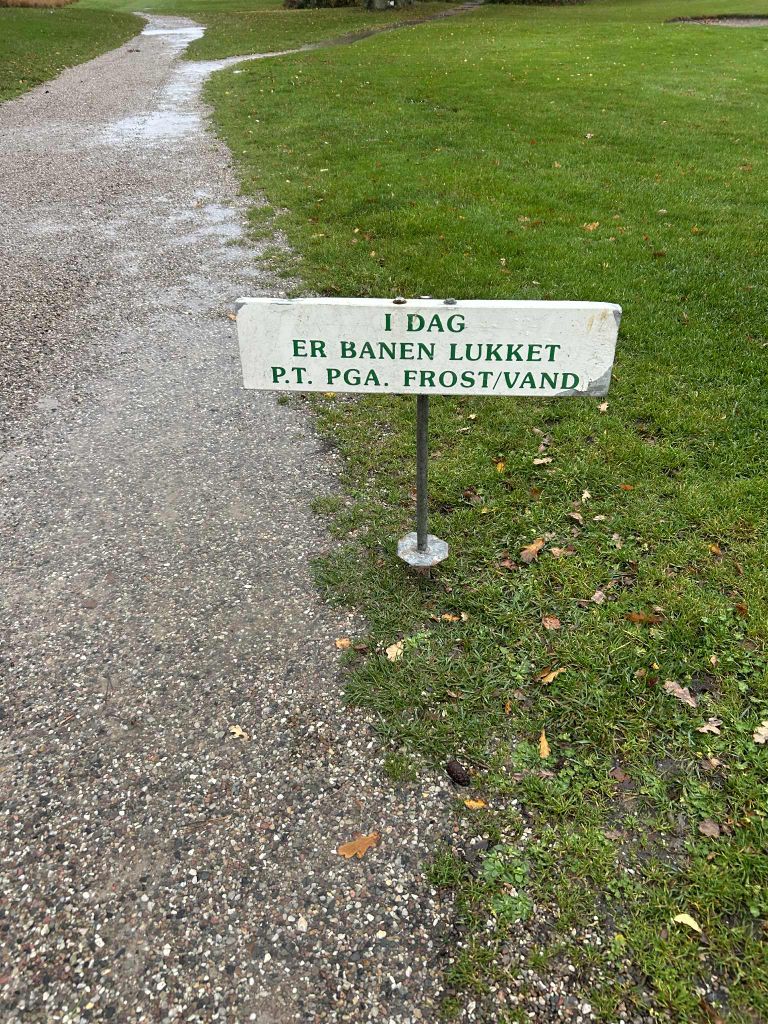 I DAG
ER BANEN LUKKET
P.T. PGA. FROST/VAND